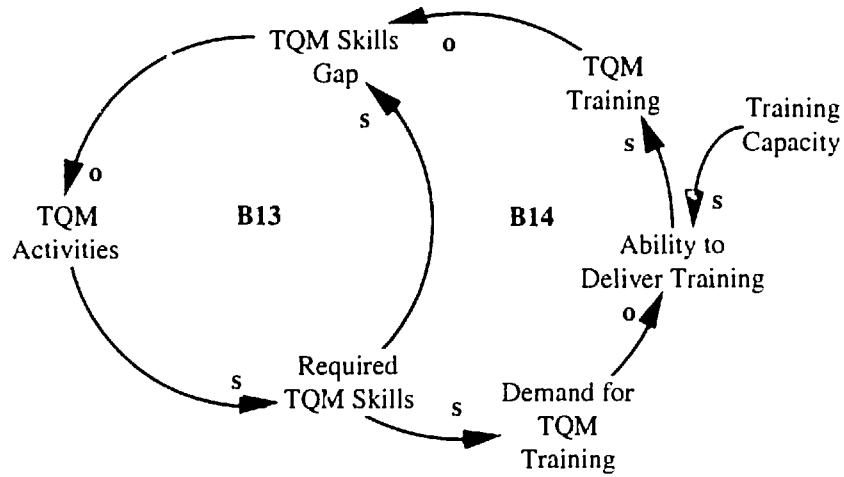 TQM Skills
Gap
o
TQM
Training
Training
Capacity
s
s
s
o
TQM
Activities
B13
B14
Ability to
Deliver Training
o
Required
TQM Skills
s
s
Demand for
TQM
Training